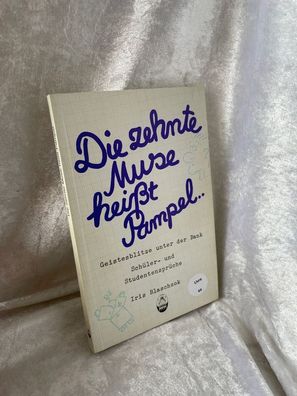 Die zehnte
Muse
heißt
Pampel..
Geistesblitze unter der Bank
Schüler- und
Studentensprüche
Iris Blaschzok